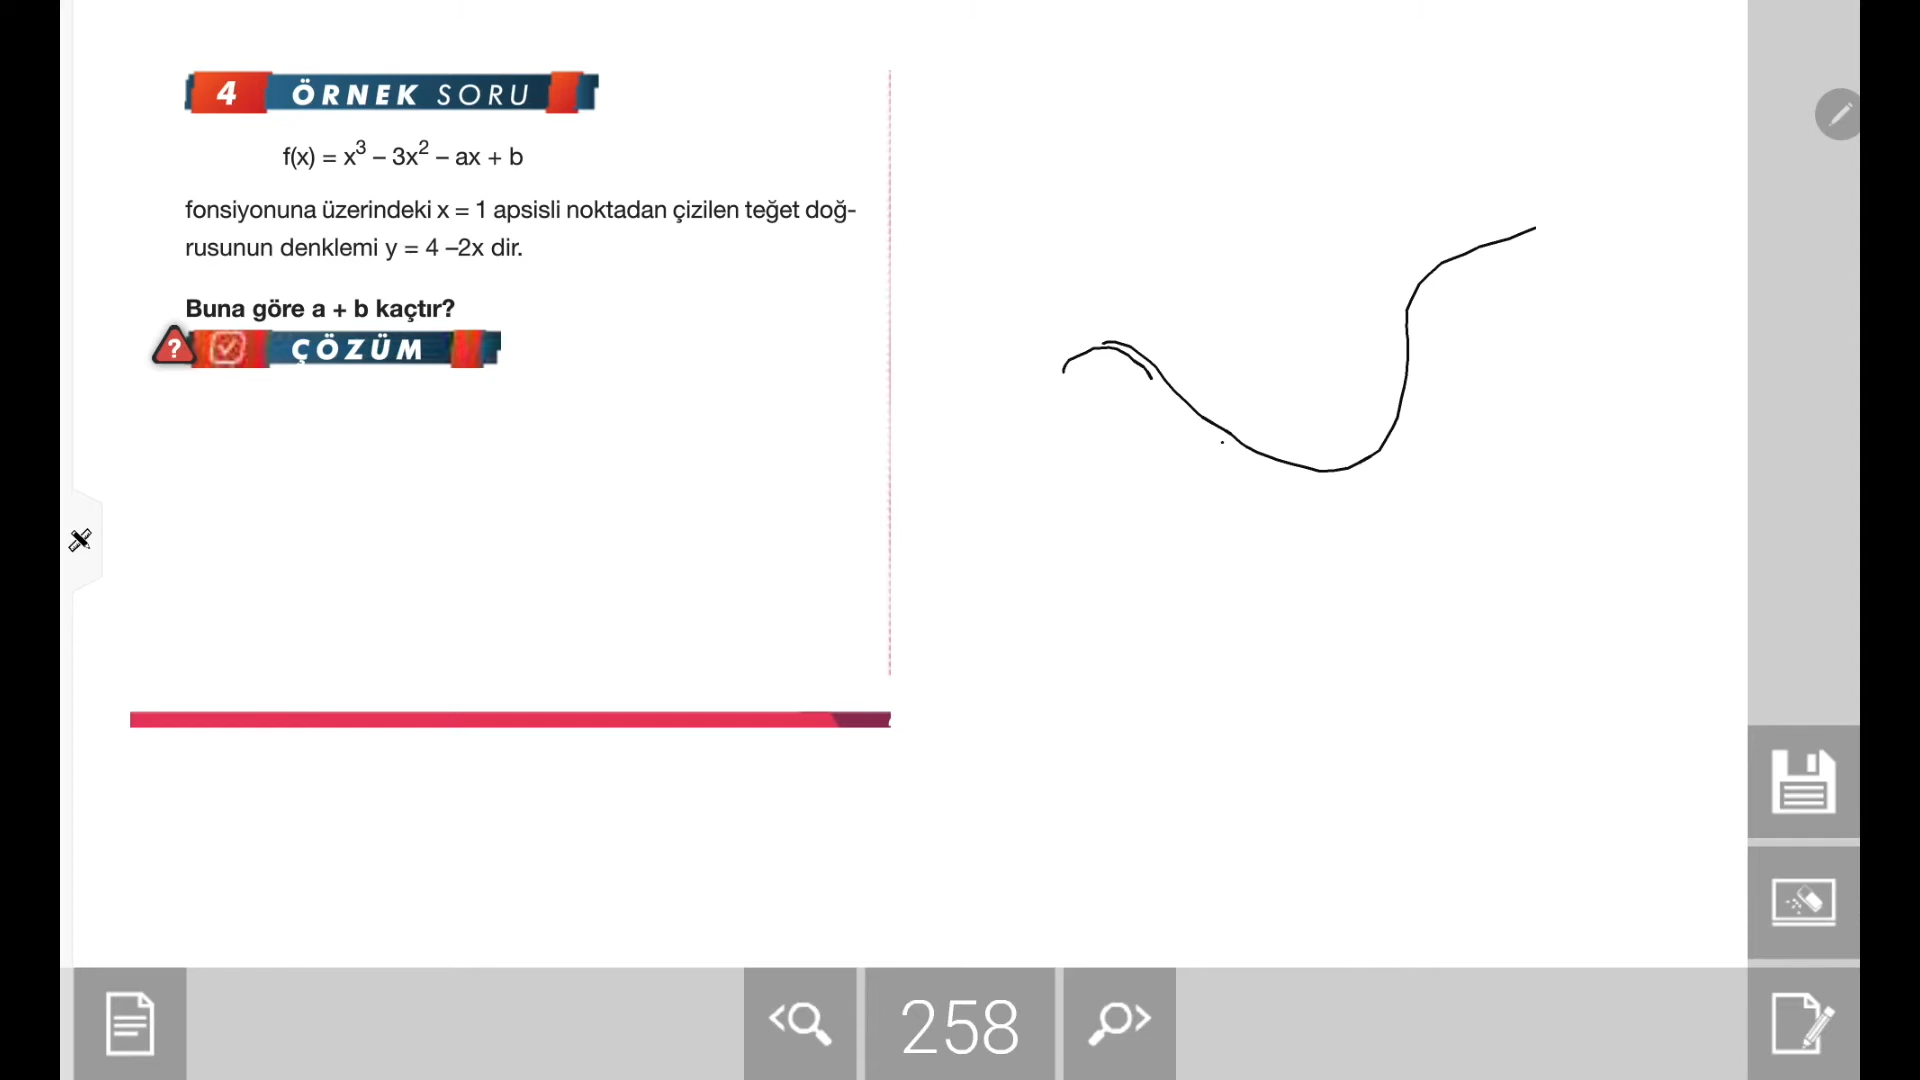 4 ÖRNEK SORU
f(x) = x³ – 3x² – ax + b
fonsiyonuna üzerindeki x = 1 apsisli noktadan çizilen teğet doğ-
rusunun denklemi y = 4 –2x dir.
Buna göre a + b kaçtır?
? ÇÖZÜM
258